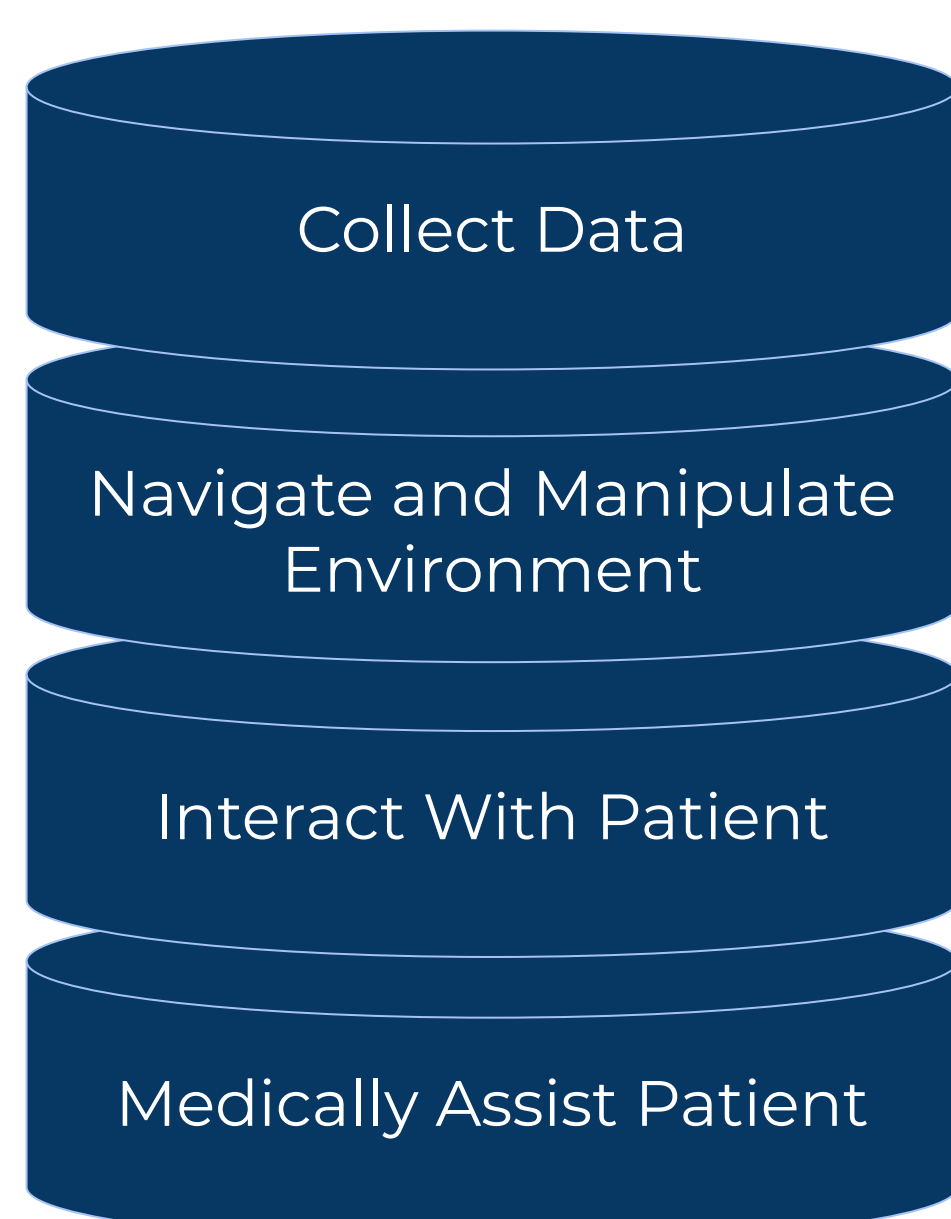 Collect Data
Navigate and Manipulate
Environment
Interact With Patient
Medically Assist Patient